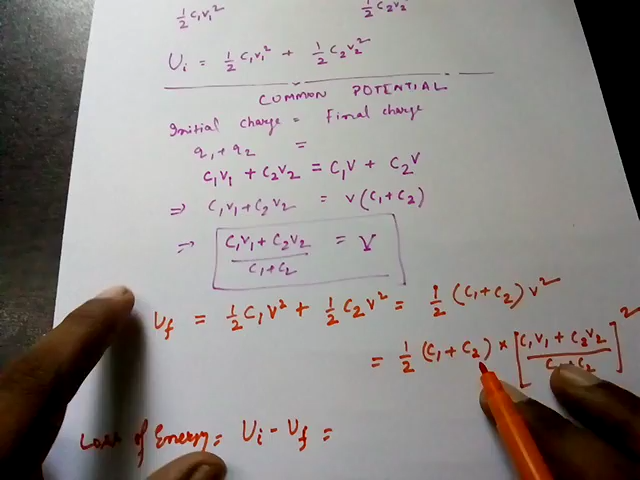 ½C₁V₁² ½C₂V₂²
Uᵢ = ½C₁V₁² + ½C₂V₂²
COMMON POTENTIAL
Initial charge = Final charge
q₁+q₂ =
C₁V₁ + C₂V₂ = C₁V + C₂V
⇒ C₁V₁+C₂V₂ = V(C₁+C₂)
⇒ (C₁V₁+C₂V₂)/(C₁+C₂) = V
U_f = ½C₁V² + ½C₂V² = ½(C₁+C₂)V²
= ½(C₁+C₂) × [(C₁V₁+C₂V₂)/(C₁+C₂)]²
Loss of Energy = Uᵢ - U_f =